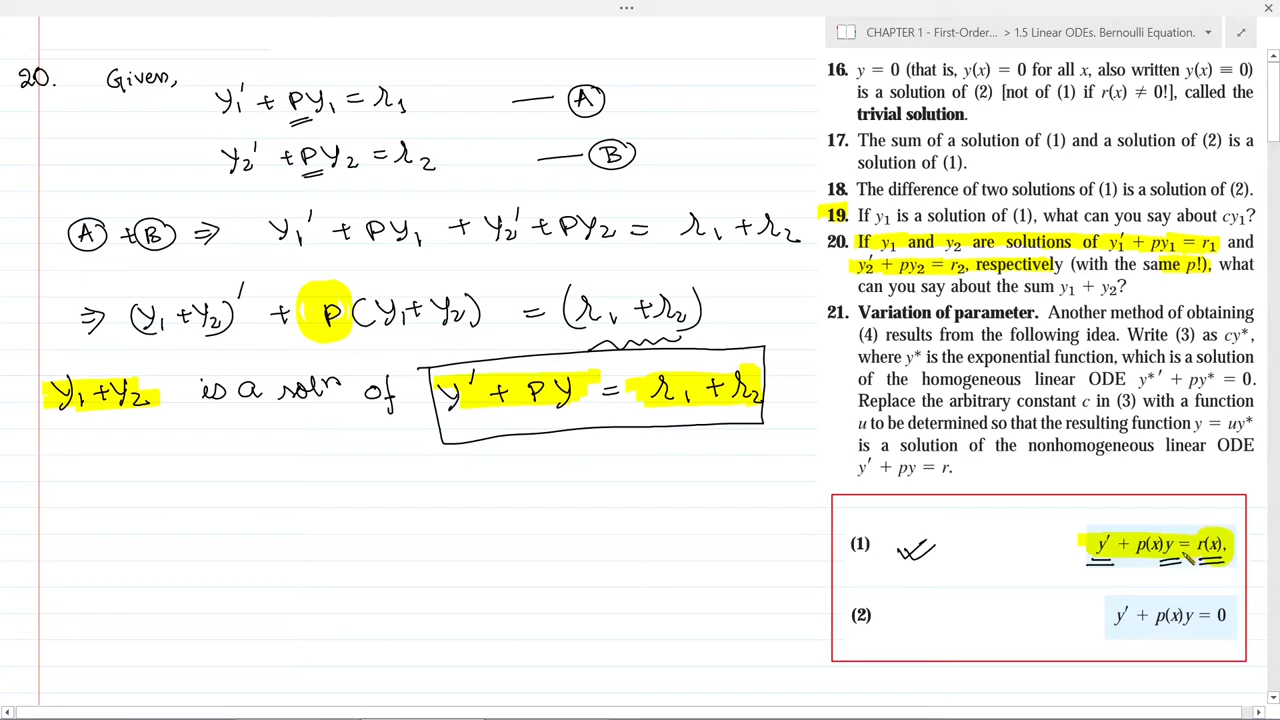 CHAPTER 1 - First-Order... > 1.5 Linear ODEs. Bernoulli Equation.
20. Given,
y₁' + py₁ = r₁ — A
y₂' + py₂ = r₂ — B
A + B ⇒ y₁' + py₁ + y₂' + py₂ = r₁ + r₂
⇒ (y₁+y₂)' + p(y₁+y₂) = (r₁+r₂)
y₁+y₂ is a solⁿ of y' + py = r₁ + r₂
16. y = 0 (that is, y(x) = 0 for all x, also written y(x) ≡ 0)
is a solution of (2) [not of (1) if r(x) ≠ 0!], called the
trivial solution.
17. The sum of a solution of (1) and a solution of (2) is a
solution of (1).
18. The difference of two solutions of (1) is a solution of (2).
19. If y₁ is a solution of (1), what can you say about cy₁?
20. If y₁ and y₂ are solutions of y₁' + py₁ = r₁ and
y₂' + py₂ = r₂, respectively (with the same p!), what
can you say about the sum y₁ + y₂?
21. Variation of parameter. Another method of obtaining
(4) results from the following idea. Write (3) as cy*,
where y* is the exponential function, which is a solution
of the homogeneous linear ODE y*' + py* = 0.
Replace the arbitrary constant c in (3) with a function
u to be determined so that the resulting function y = uy*
is a solution of the nonhomogeneous linear ODE
y' + py = r.
(1) y' + p(x)y = r(x),
(2) y' + p(x)y = 0